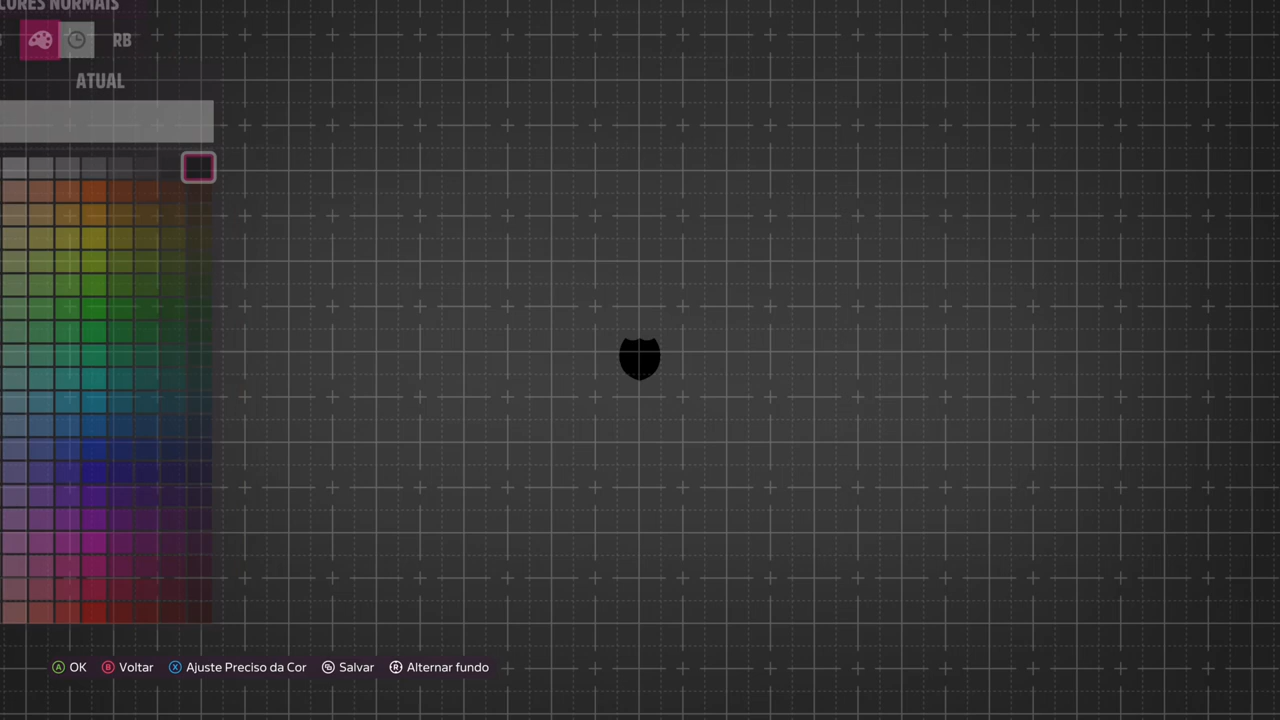 CORES NORMAIS
RB
ATUAL
A OK B Voltar X Ajuste Preciso da Cor Salvar R Alternar fundo